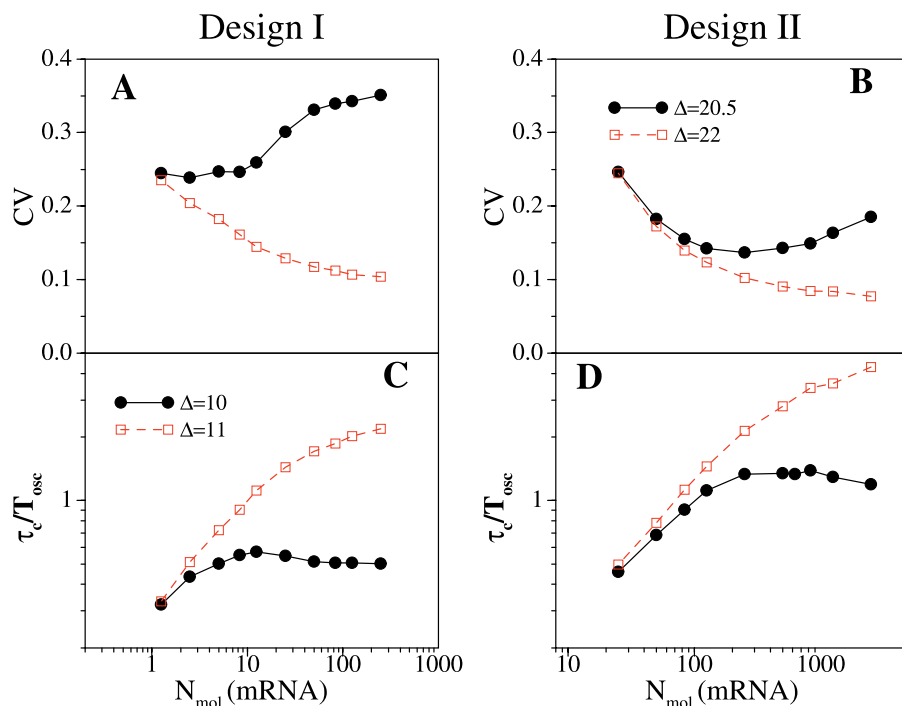 Design I
Design II
0.4
0.3
0.2
0.1
0.0
CV
A
0.4
0.3
0.2
0.1
0.0
CV
B
Δ=20.5
Δ=22
1
τc/Tosc
C
Δ=10
Δ=11
1
10
100
1000
Nmol (mRNA)
1
τc/Tosc
D
10
100
1000
Nmol (mRNA)